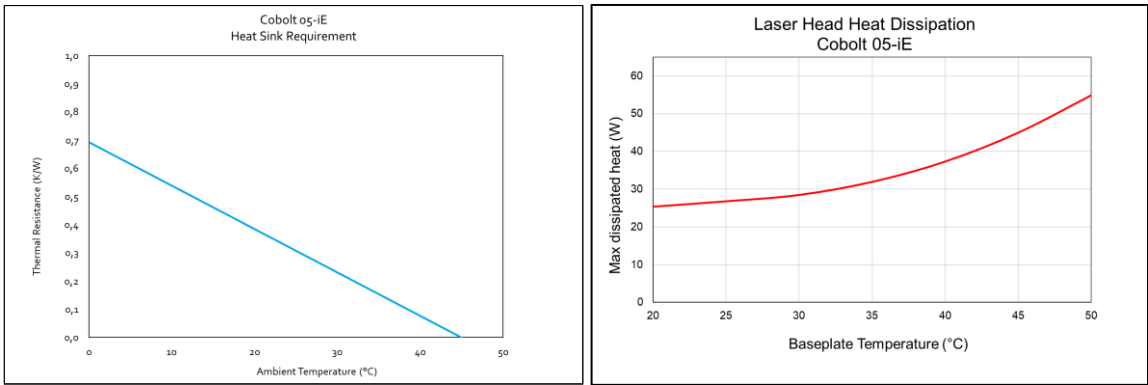 Cobolt 05-iE
Heat Sink Requirement
1,0
0,9
0,8
0,7
0,6
0,5
0,4
0,3
0,2
0,1
0,0
Thermal Resistance (K/W)
0 10 20 30 40 50
Ambient Temperature (ºC)
Laser Head Heat Dissipation
Cobolt 05-iE
60
50
40
30
20
10
0
Max dissipated heat (W)
20 25 30 35 40 45 50
Baseplate Temperature (°C)